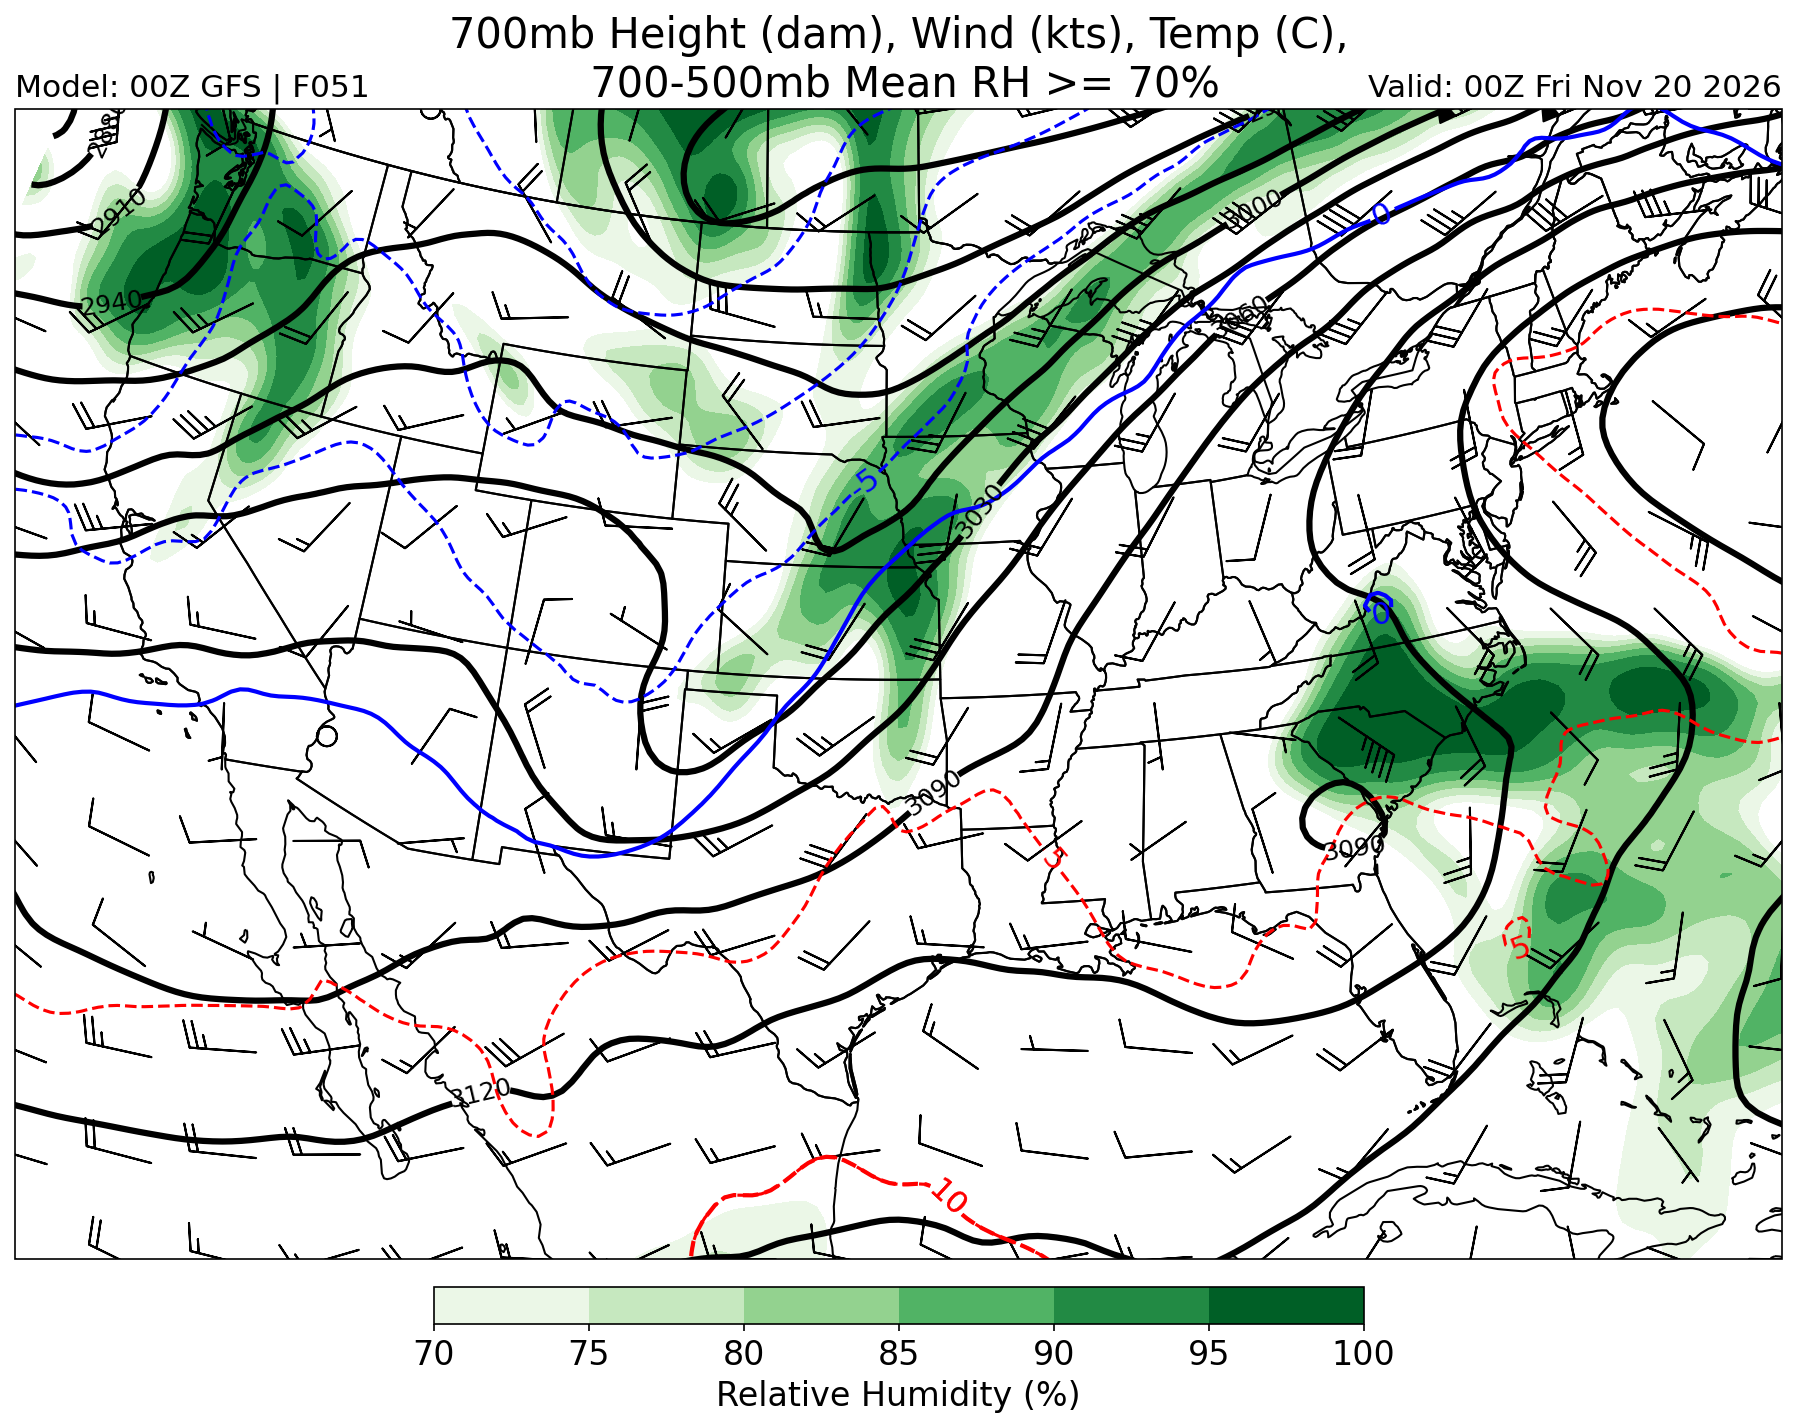 700mb Height (dam), Wind (kts), Temp (C),
700-500mb Mean RH >= 70%
Model: 00Z GFS | F051
Valid: 00Z Fri Nov 20 2026
2910
3000
0
2940
3060
-5
3030
0
3090
5
3090
5
3120
10
70 75 80 85 90 95 100
Relative Humidity (%)